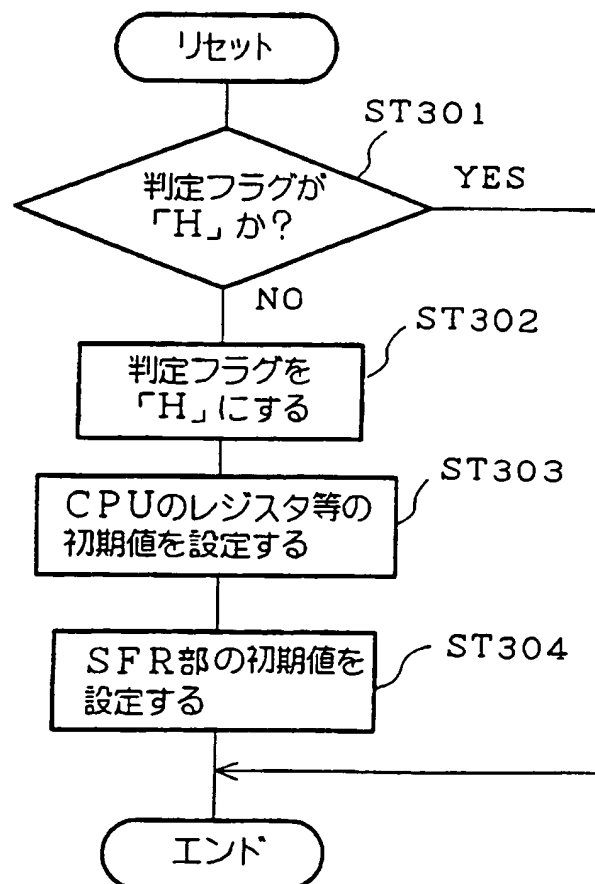 リセット
ST301
判定フラグが
「H」か?
YES
NO
ST302
判定フラグを
「H」にする
ST303
CPUのレジスタ等の
初期値を設定する
ST304
SFR部の初期値を
設定する
エンド